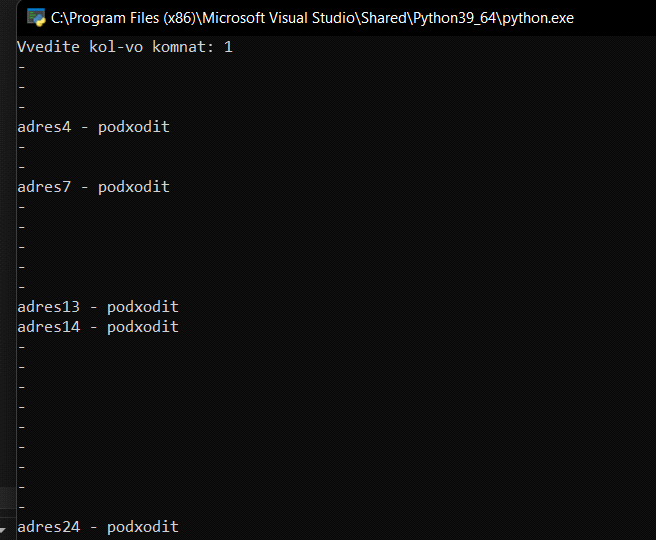 C:\Program Files (x86)\Microsoft Visual Studio\Shared\Python39_64\python.exe
Vvedite kol-vo komnat: 1
-
-
-
adres4 - podxodit
-
-
adres7 - podxodit
-
-
-
-
-
adres13 - podxodit
adres14 - podxodit
-
-
-
-
-
-
-
-
-
adres24 - podxodit